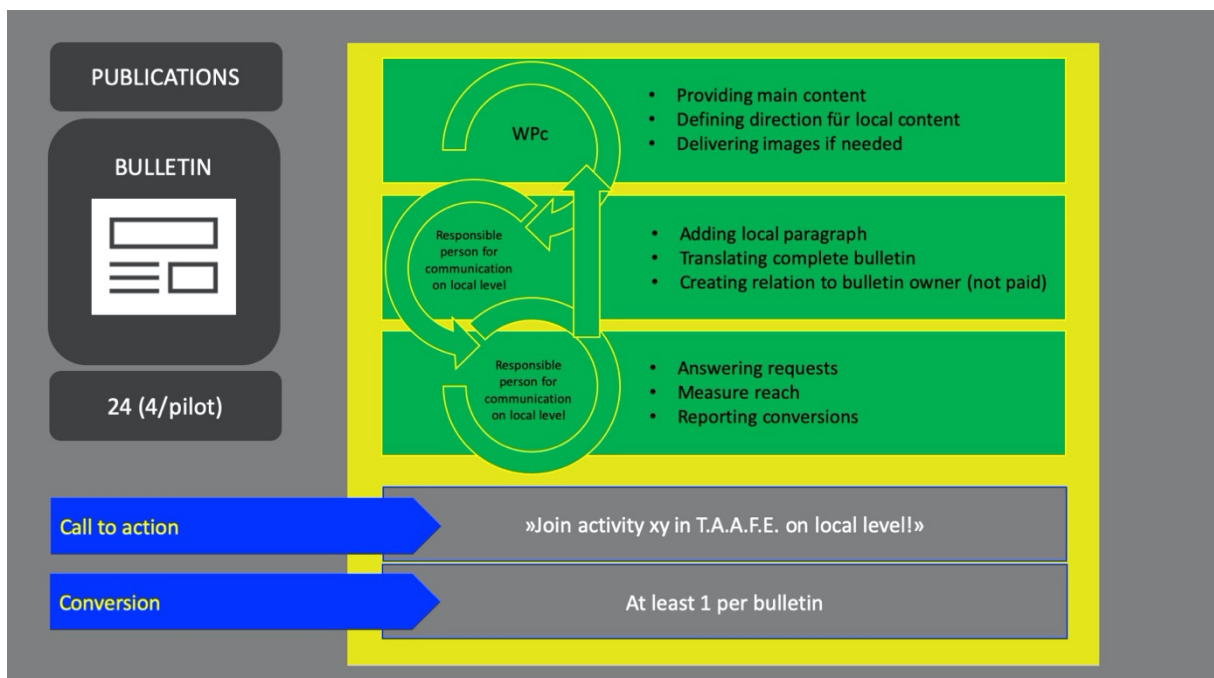 PUBLICATIONS
BULLETIN
24 (4/pilot)
WPc
• Providing main content
• Defining direction für local content
• Delivering images if needed
Responsible
person for
communication
on local level
• Adding local paragraph
• Translating complete bulletin
• Creating relation to bulletin owner (not paid)
Responsible
person for
communication
on local level
• Answering requests
• Measure reach
• Reporting conversions
Call to action
»Join activity xy in T.A.A.F.E. on local level!»
Conversion
At least 1 per bulletin